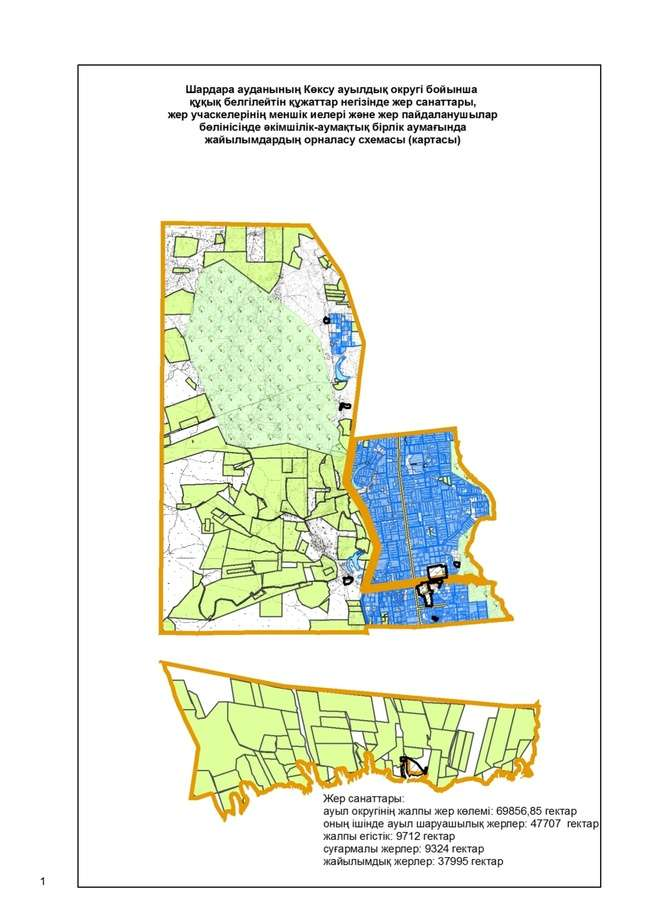 Шардара ауданының Көксу ауылдық округі бойынша
құқық белгілейтін құжаттар негізінде жер санаттары,
жер учаскелерінің меншік иелері және жер пайдаланушылар
бөлінісінде әкімшілік-аумақтық бірлік аумағында
жайылымдардың орналасу схемасы (картасы)
Жер санаттары:
ауыл округінің жалпы жер көлемі: 69856,85 гектар
оның ішінде ауыл шаруашылық жерлер: 47707 гектар
жалпы егістік: 9712 гектар
суғармалы жерлер: 9324 гектар
жайылымдық жерлер: 37995 гектар
1